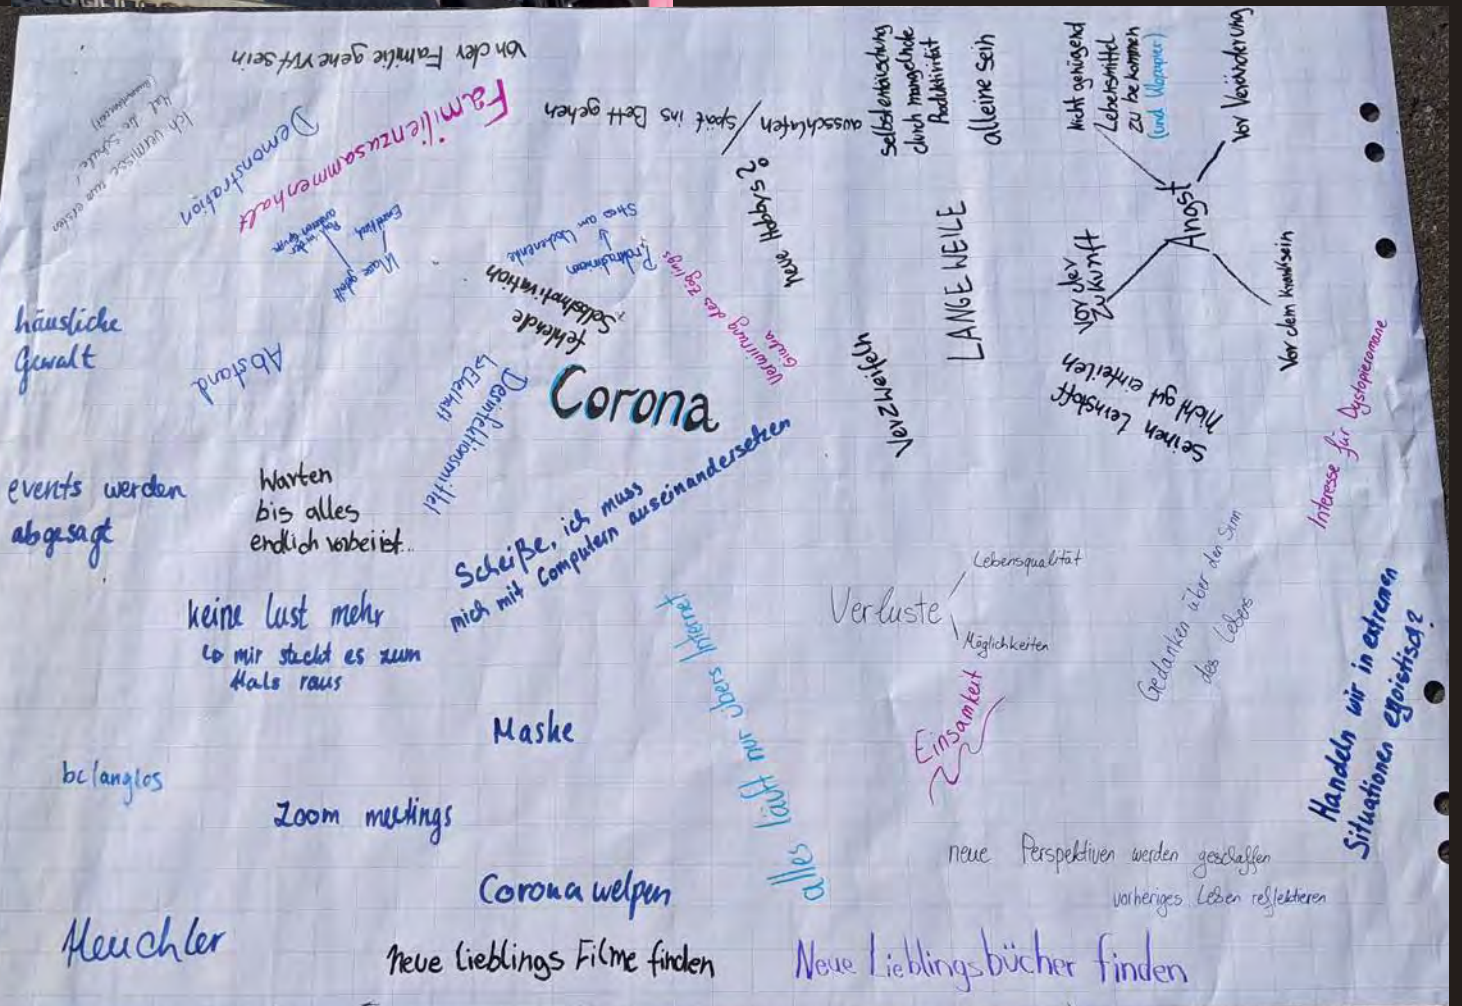 von der Familie genervt sein
Familienzusammenhalt
Demonstration
Ich vermisse zum ersten
Mal die Schule!
ausschlafen / spät ins Bett gehen
Selbstenttäuschung
durch mangelnde
Produktivität
alleine sein
nicht genügend
Lebensmittel
zu bekommen
(und Klopapier)
vor Veränderung
Angst
vor der
Zukunft
vor dem Kranksein
Neue Hobbys?
LANGEWEILE
Klasse geteilt
Stress am Wochenende
fehlende
Selbstmotivation
Verwirrung des Zöglings
häusliche
Gewalt
Abstand
Desinfektionsmittel
↳ Ekelhaft
Corona
Verzweifeln
Seinen Lernstoff
nicht gut einteilen
Interesse für Dystopieromane
events werden
abgesagt
Warten
bis alles
endlich vorbei ist...
Scheiße, ich muss
mich mit Computern auseinandersetzen
keine lust mehr
↳ mir steckt es zum
Hals raus
alles läuft nur übers Internet
Verluste
Lebensqualität
Möglichkeiten
Gedanken über den Sinn
des Lebens
Handeln wir in extremen
Situationen egoistisch?
Einsamkeit
Maske
belanglos
Zoom meetings
neue Perspektiven werden geschaffen
vorheriges Leben reflektieren
Corona welpen
Heuchler
neue Lieblings Filme finden
Neue Lieblingsbücher finden